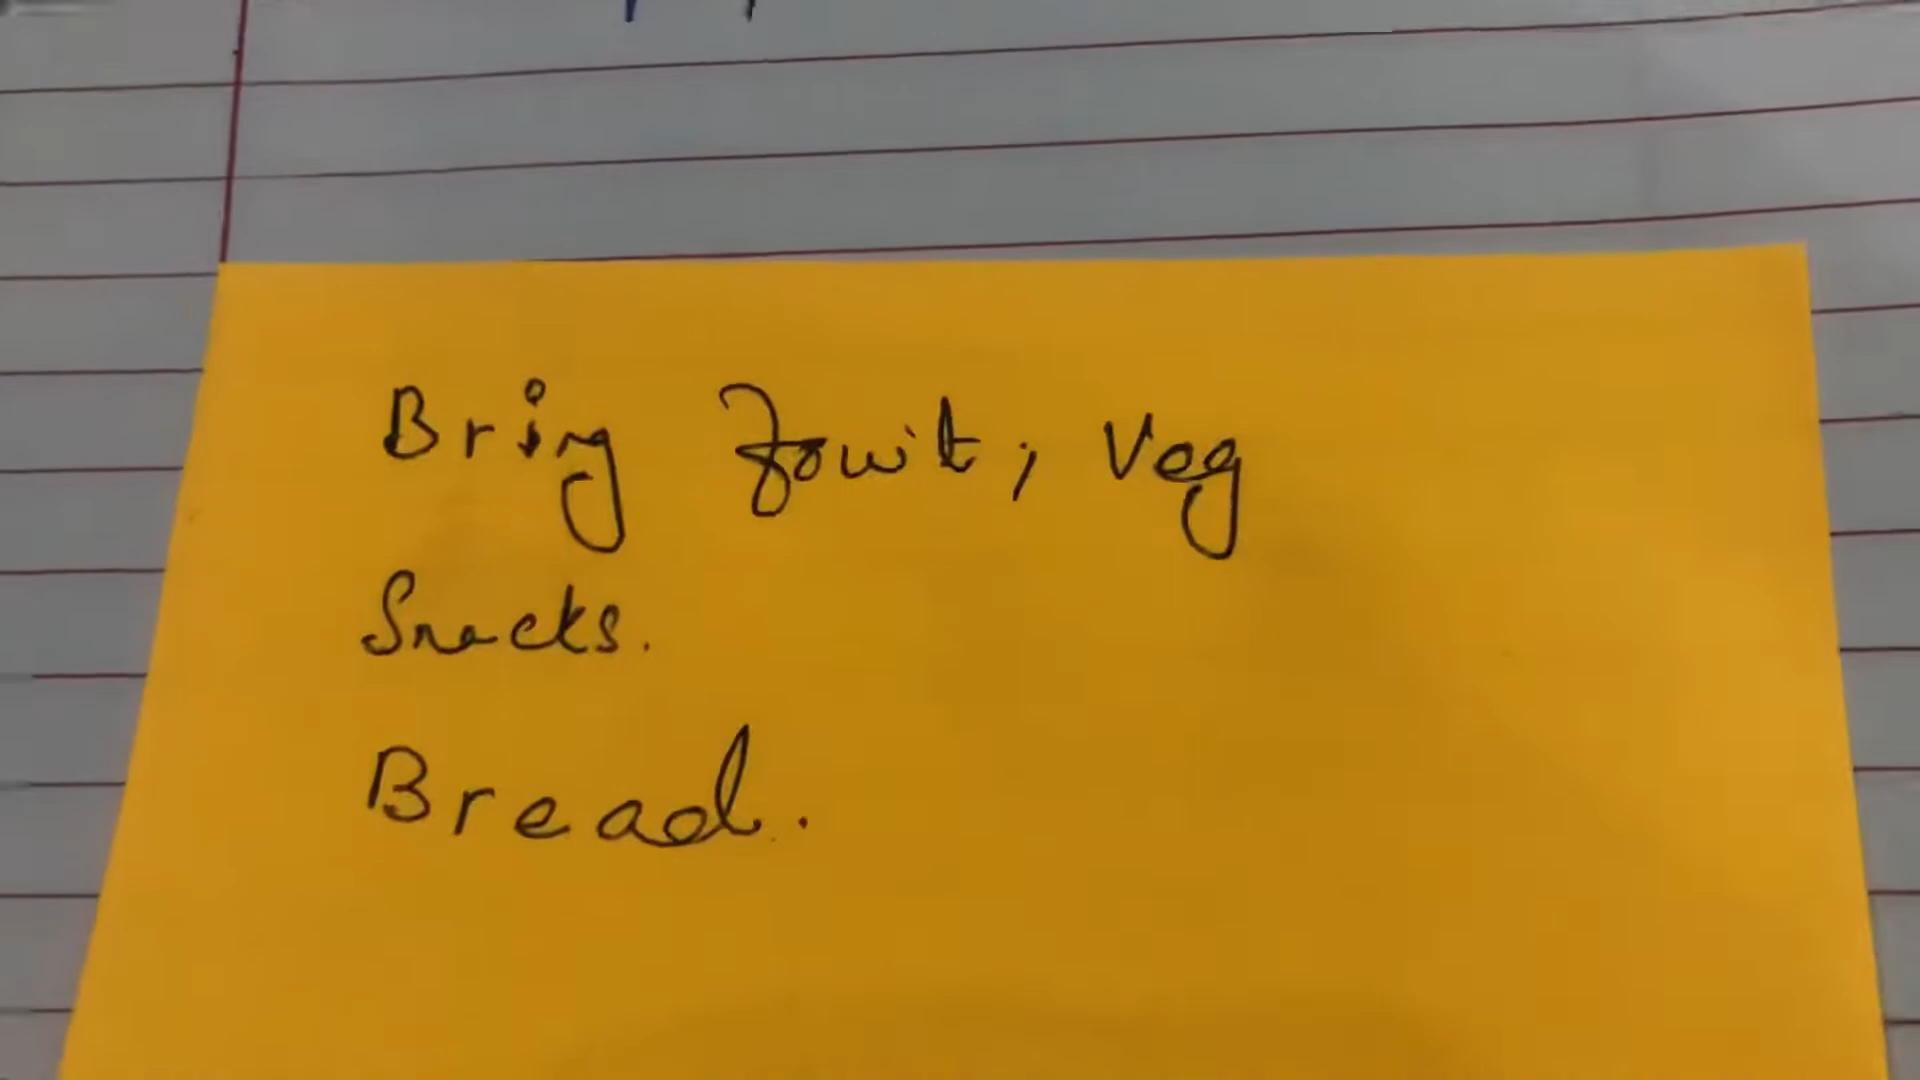 Bring fruit, Veg
Snacks.
Bread.